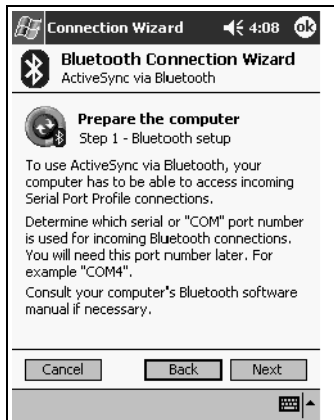 Connection Wizard 4:08 ok
Bluetooth Connection Wizard
ActiveSync via Bluetooth
Prepare the computer
Step 1 - Bluetooth setup
To use ActiveSync via Bluetooth, your
computer has to be able to access incoming
Serial Port Profile connections.
Determine which serial or "COM" port number
is used for incoming Bluetooth connections.
You will need this port number later. For
example "COM4".
Consult your computer's Bluetooth software
manual if necessary.
Cancel Back Next